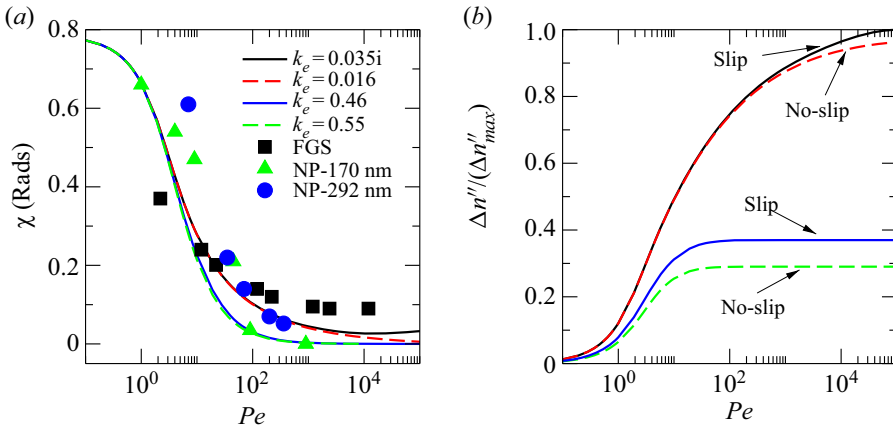 (a)
0.8
0.6
0.4
0.2
0
χ (Rads)
k_e = 0.035i
k_e = 0.016
k_e = 0.46
k_e = 0.55
FGS
NP-170 nm
NP-292 nm
10^0
10^2
10^4
Pe
(b)
1.0
0.8
0.6
0.4
0.2
0
Δn″/(Δn″_max)
Slip
No-slip
Slip
No-slip
10^0
10^2
10^4
Pe